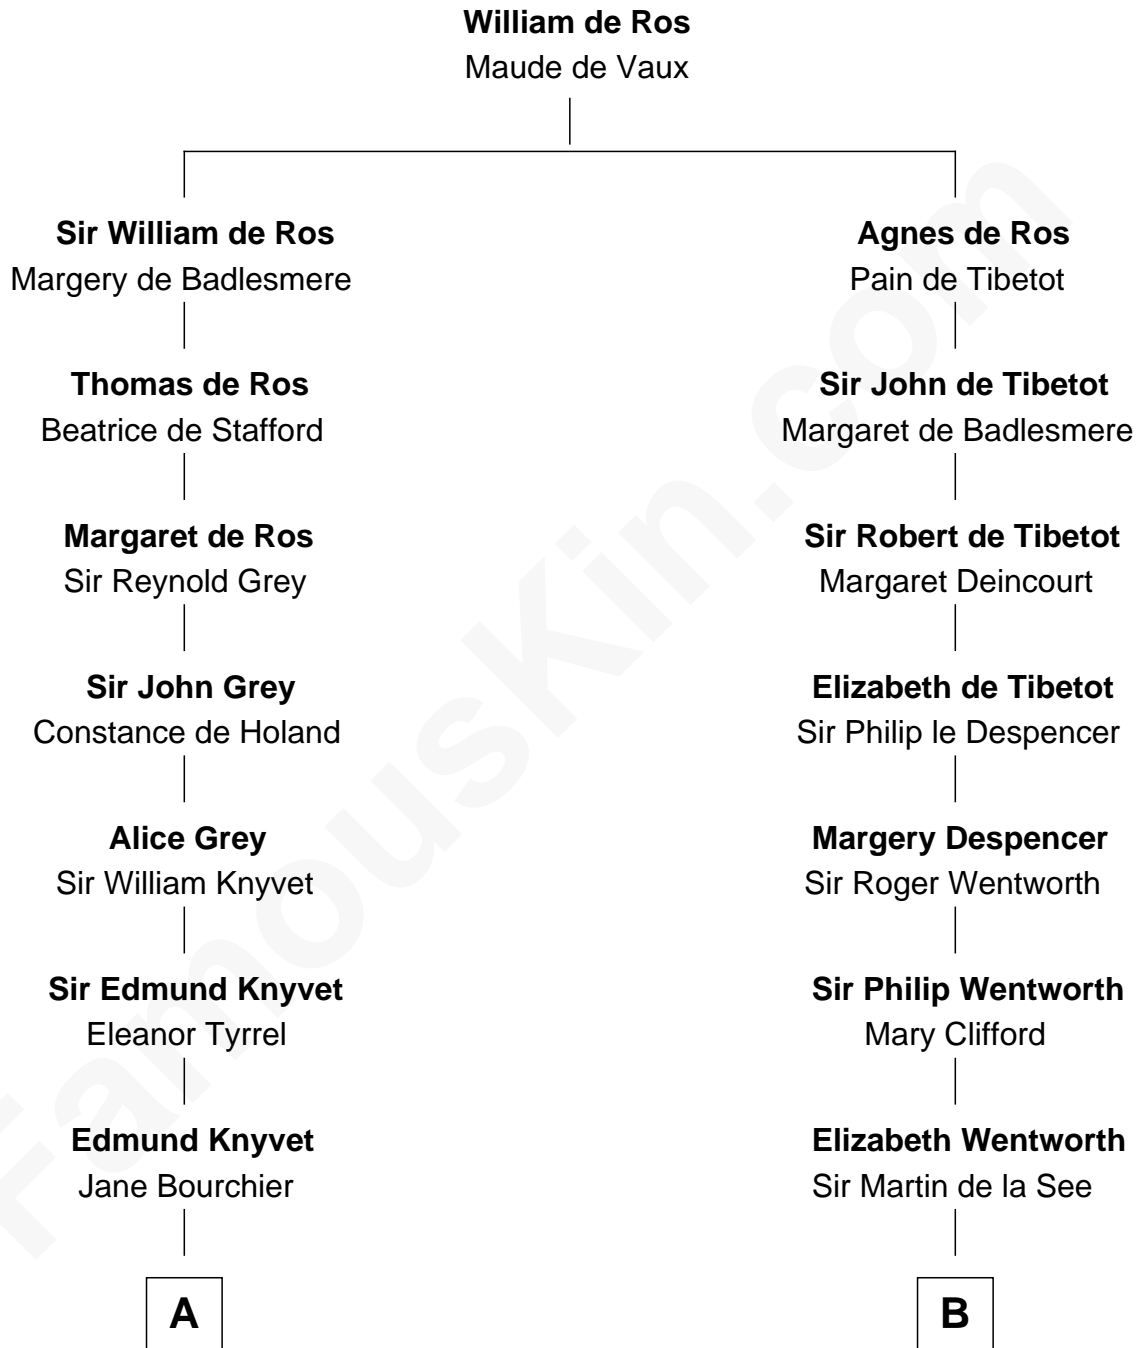 William de Ros
Maude de Vaux
Sir William de Ros
Margery de Badlesmere
Agnes de Ros
Pain de Tibetot
Thomas de Ros
Beatrice de Stafford
Sir John de Tibetot
Margaret de Badlesmere
Margaret de Ros
Sir Reynold Grey
Sir Robert de Tibetot
Margaret Deincourt
Sir John Grey
Constance de Holand
Elizabeth de Tibetot
Sir Philip le Despencer
Alice Grey
Sir William Knyvet
Margery Despencer
Sir Roger Wentworth
Sir Edmund Knyvet
Eleanor Tyrrel
Sir Philip Wentworth
Mary Clifford
Edmund Knyvet
Jane Bourchier
Elizabeth Wentworth
Sir Martin de la See
A
B
FamousKin.com